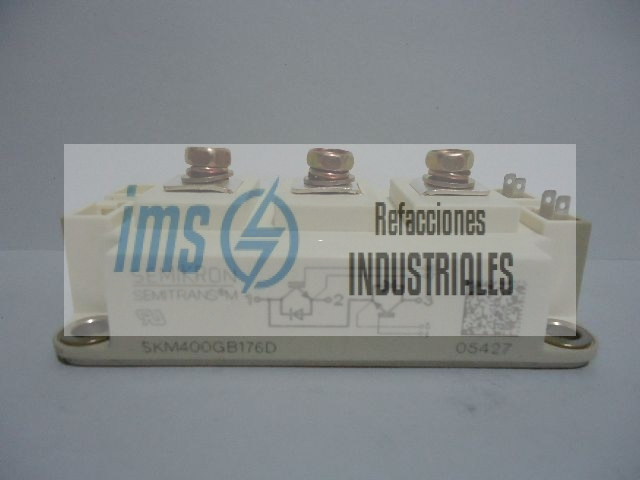 ims
Refacciones
INDUSTRIALES
SEMIKRON
SEMITRANS®M
1
2
3
SKM400GB176D
05427